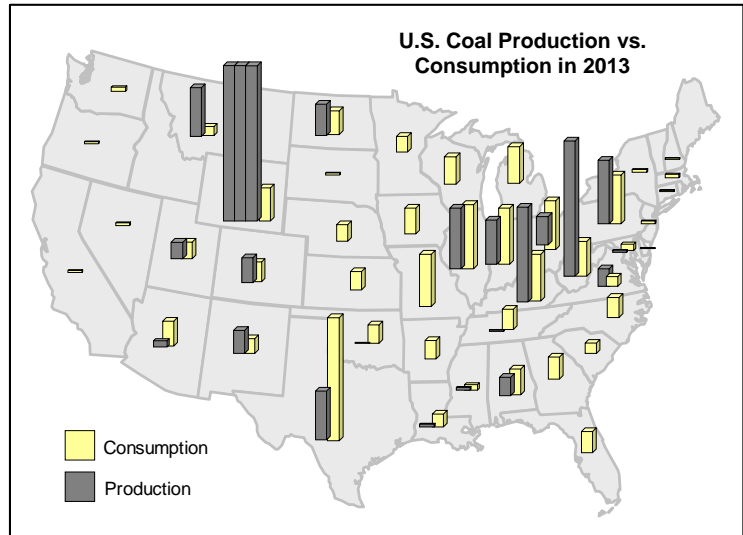 U.S. Coal Production vs.
Consumption in 2013
Consumption
Production